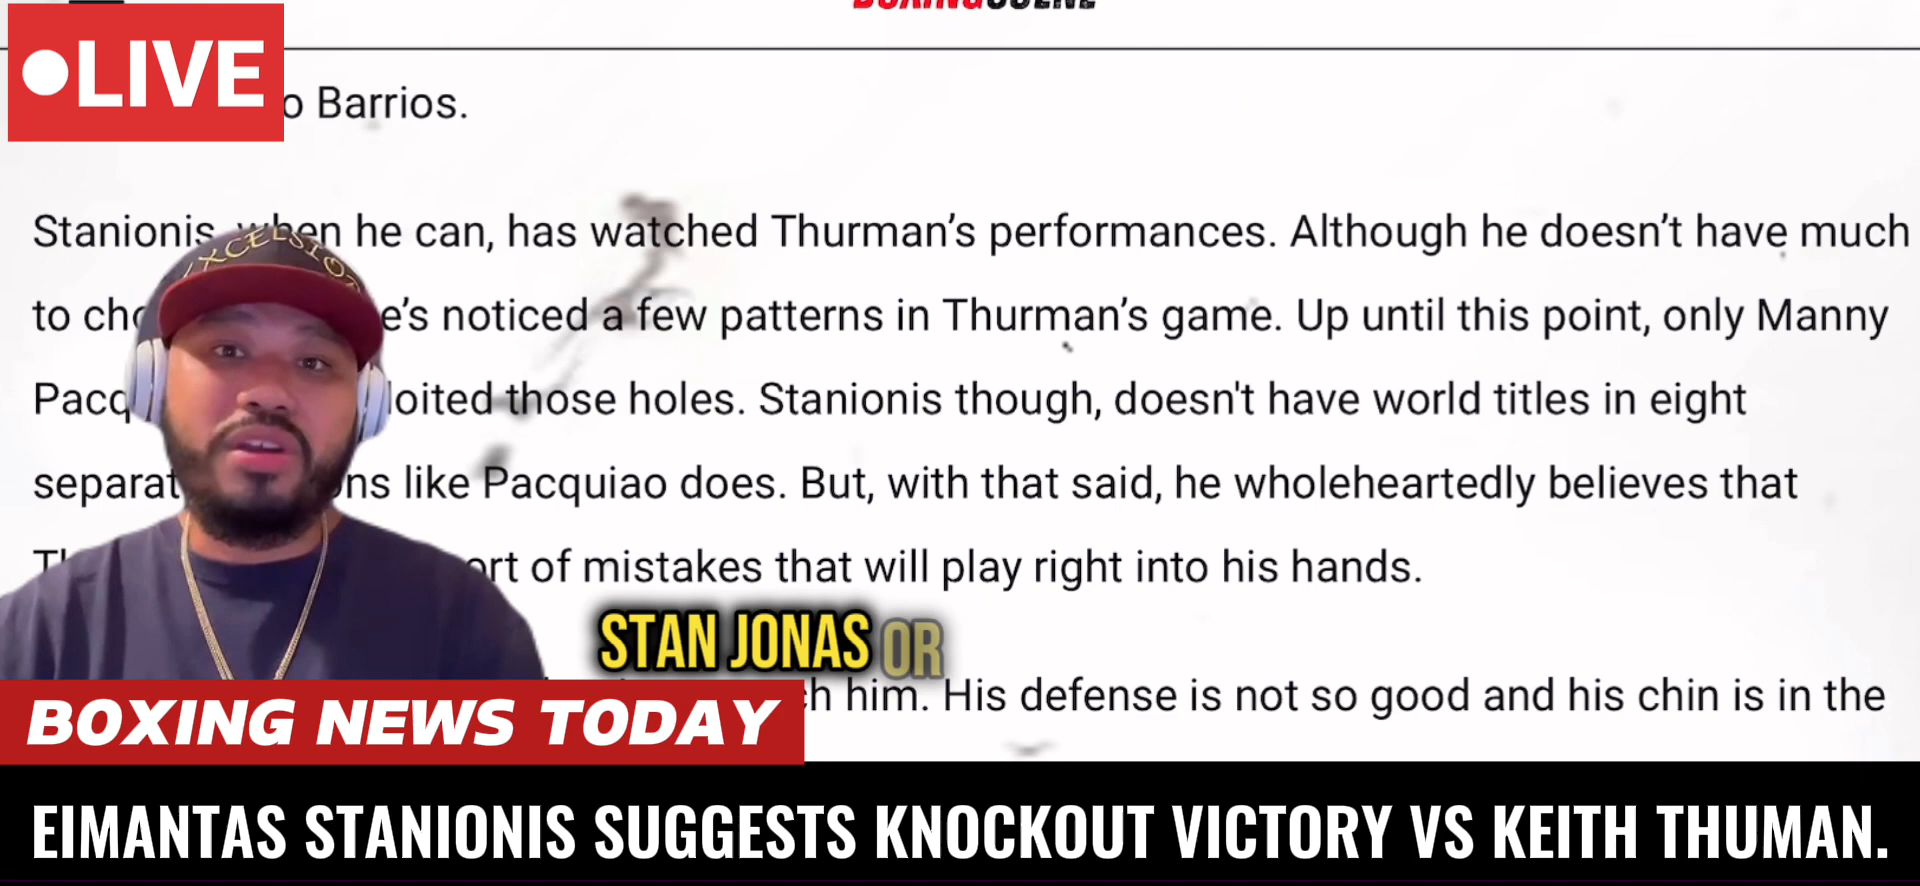 BOXINGSCENE
LIVE
o Barrios.
Stanionis, when he can, has watched Thurman’s performances. Although he doesn’t have much
to cho e’s noticed a few patterns in Thurman’s game. Up until this point, only Manny
Pacq loited those holes. Stanionis though, doesn't have world titles in eight
separat ns like Pacquiao does. But, with that said, he wholeheartedly believes that
ort of mistakes that will play right into his hands.
STAN JONAS OR
h him. His defense is not so good and his chin is in the
BOXING NEWS TODAY
EIMANTAS STANIONIS SUGGESTS KNOCKOUT VICTORY VS KEITH THUMAN.